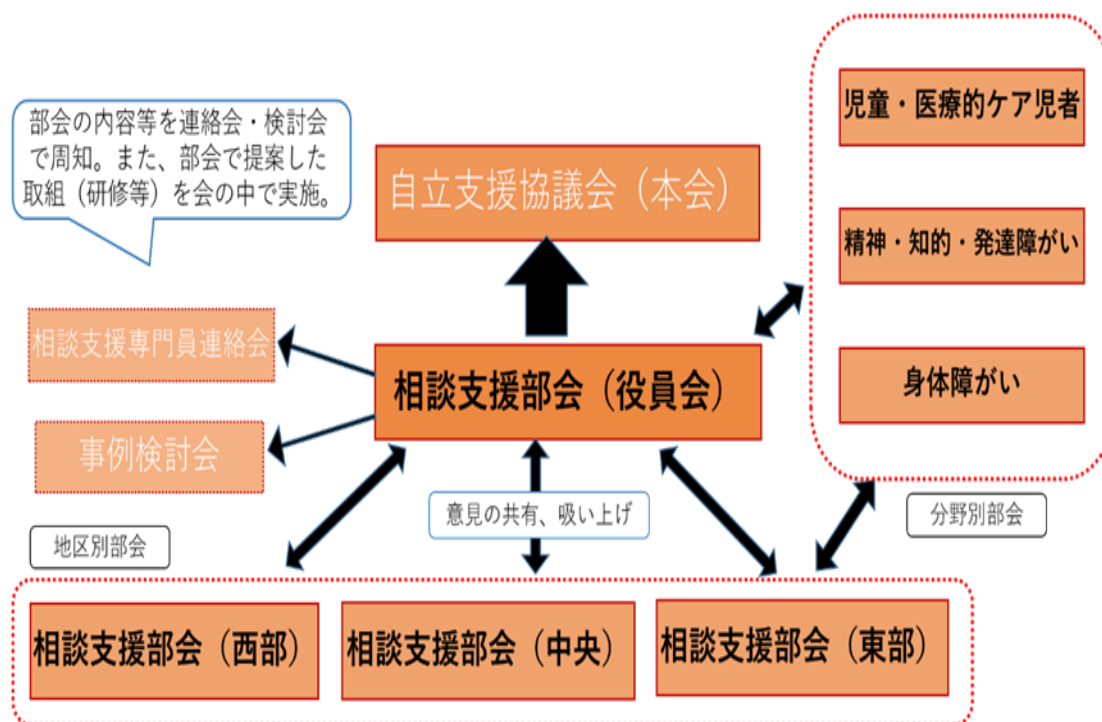 児童・医療的ケア児者
部会の内容等を連絡会・検討会
で周知。また、部会で提案した
取組（研修等）を会の中で実施。
自立支援協議会（本会）
精神・知的・発達障がい
相談支援専門員連絡会
相談支援部会（役員会）
身体障がい
事例検討会
意見の共有、吸い上げ
分野別部会
地区別部会
相談支援部会（西部）
相談支援部会（中央）
相談支援部会（東部）